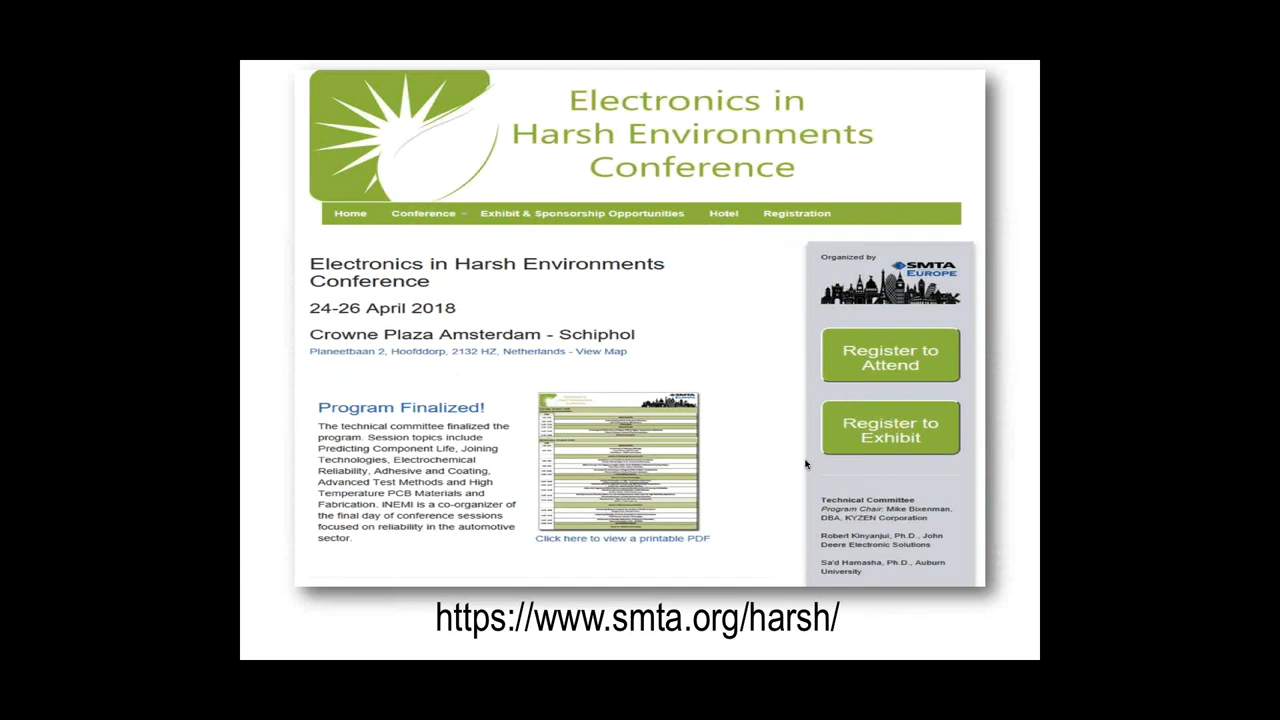 Electronics in
Harsh Environments
Conference
Home Conference Exhibit & Sponsorship Opportunities Hotel Registration
Electronics in Harsh Environments
Conference
24-26 April 2018
Crowne Plaza Amsterdam - Schiphol
Planeetbaan 2, Hoofddorp, 2132 HZ, Netherlands - View Map
Program Finalized!
The technical committee finalized the
program. Session topics include
Predicting Component Life, Joining
Technologies, Electrochemical
Reliability, Adhesive and Coating,
Advanced Test Methods and High
Temperature PCB Materials and
Fabrication. INEMI is a co-organizer of
the final day of conference sessions
focused on reliability in the automotive
sector.
Click here to view a printable PDF
Organized by
SMTA
EUROPE
Register to
Attend
Register to
Exhibit
Technical Committee
Program Chair: Mike Bixenman,
DBA, KYZEN Corporation
Robert Kinyanjui, Ph.D., John
Deere Electronic Solutions
Sa'd Hamasha, Ph.D., Auburn
University
https://www.smta.org/harsh/